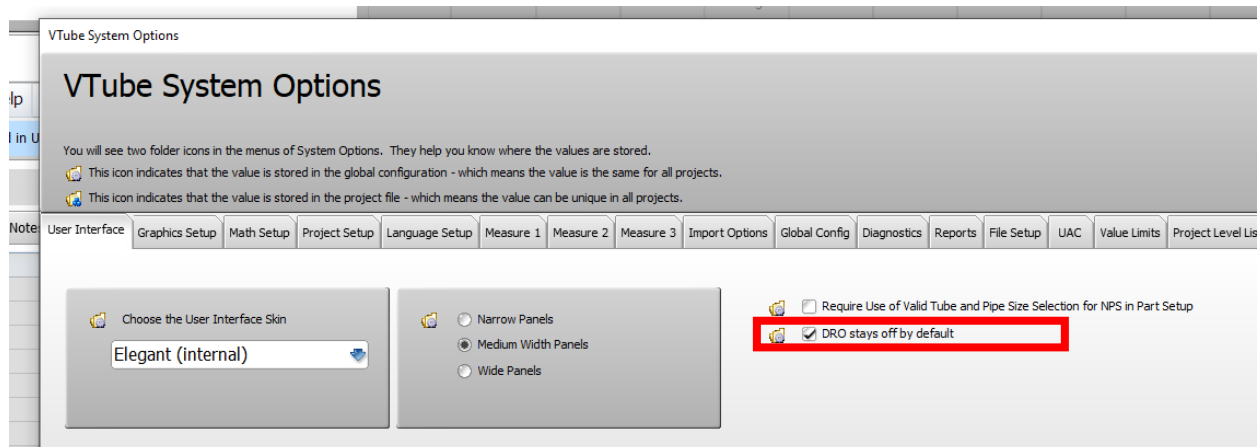 VTube System Options
VTube System Options
lp
You will see two folder icons in the menus of System Options. They help you know where the values are stored.
l in U
This icon indicates that the value is stored in the global configuration - which means the value is the same for all projects.
This icon indicates that the value is stored in the project file - which means the value can be unique in all projects.
Note
User Interface Graphics Setup Math Setup Project Setup Language Setup Measure 1 Measure 2 Measure 3 Import Options Global Config Diagnostics Reports File Setup UAC Value Limits Project Level Lis
Choose the User Interface Skin
Elegant (internal)
Narrow Panels
Medium Width Panels
Wide Panels
Require Use of Valid Tube and Pipe Size Selection for NPS in Part Setup
DRO stays off by default